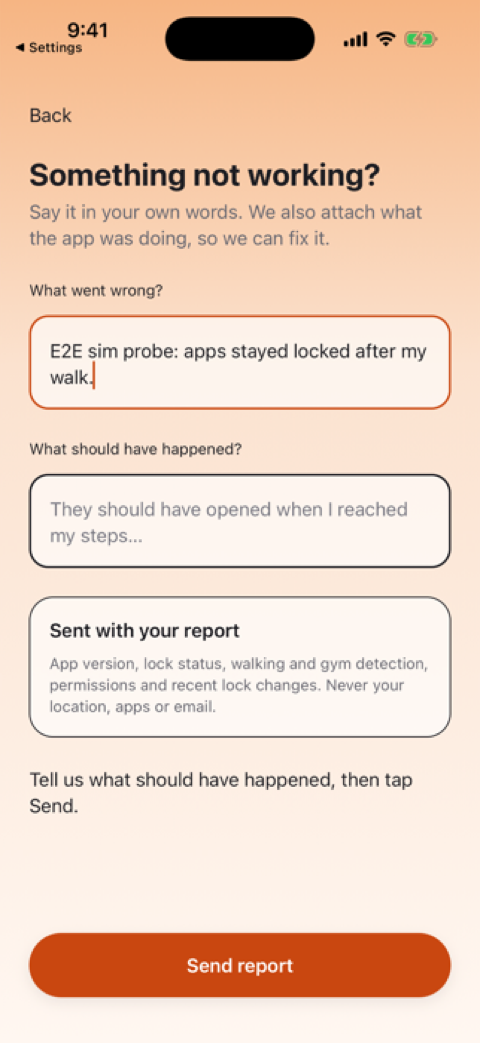 9:41
◀ Settings
Back
Something not working?
Say it in your own words. We also attach what
the app was doing, so we can fix it.
What went wrong?
E2E sim probe: apps stayed locked after my
walk.
What should have happened?
They should have opened when I reached
my steps...
Sent with your report
App version, lock status, walking and gym detection,
permissions and recent lock changes. Never your
location, apps or email.
Tell us what should have happened, then tap
Send.
Send report